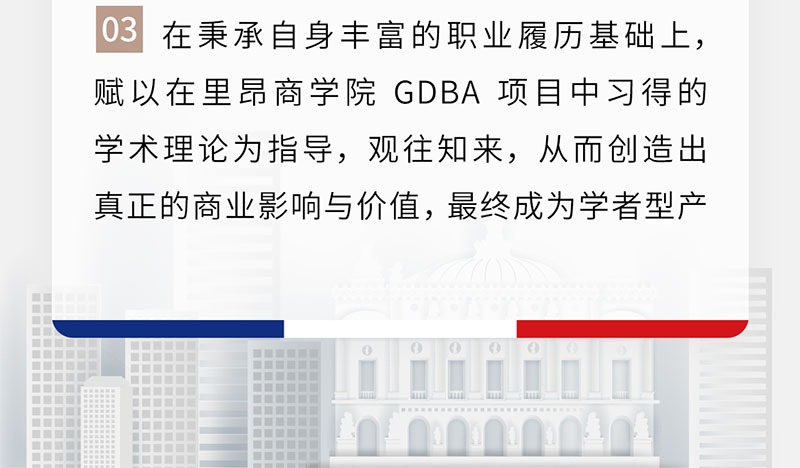 03 在秉承自身丰富的职业履历基础上，
赋以在里昂商学院 GDBA 项目中习得的
学术理论为指导，观往知来，从而创造出
真正的商业影响与价值，最终成为学者型产